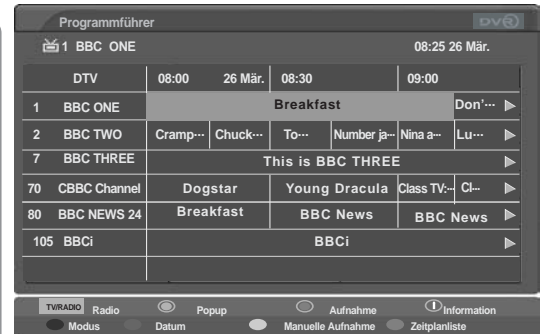 Programmführer DVR
1 BBC ONE 08:25 26 Mär.
DTV 08:00 26 Mär. 08:30 09:00
1 BBC ONE Breakfast Don'···
2 BBC TWO Cramp··· Chuck··· To··· Number ja··· Nina a··· Lu···
7 BBC THREE This is BBC THREE
70 CBBC Channel Dogstar Young Dracula Class TV:··· Cl···
80 BBC NEWS 24 Breakfast BBC News BBC News
105 BBCi BBCi
TV/RADIO Radio Popup Aufnahme Information
Modus Datum Manuelle Aufnahme Zeitplanliste